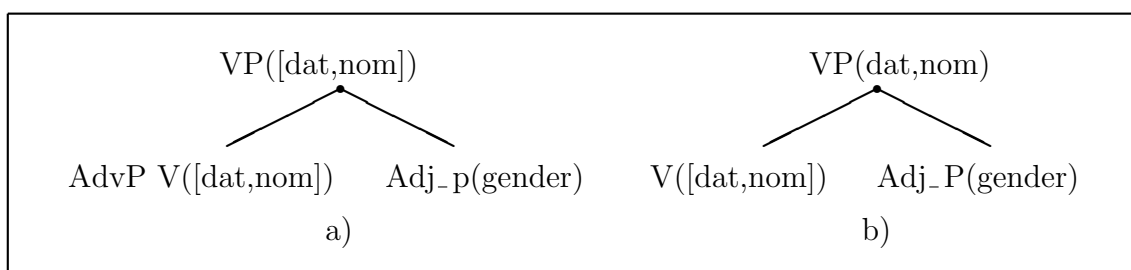 VP([dat,nom]) VP(dat,nom)
AdvP V([dat,nom]) Adj_p(gender) V([dat,nom]) Adj_P(gender)
a) b)